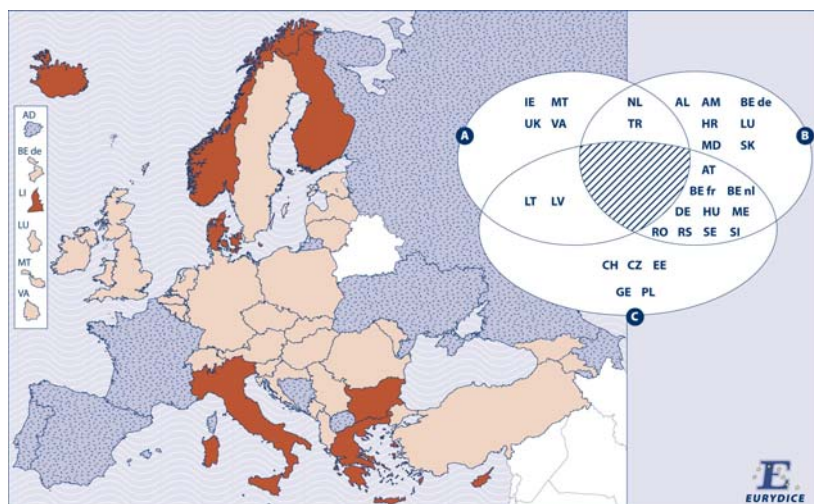 AD
BE de
LI
LU
MT
VA
A
IE MT
UK VA
NL
TR
AL AM BE de
HR LU
MD SK
B
AT
BE fr BE nl
DE HU ME
RO RS SE SI
LT LV
CH CZ EE
GE PL
C
E
EURYDICE